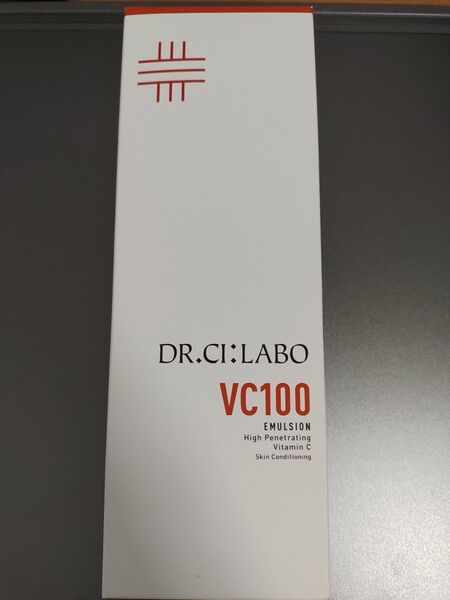 DR.CI:LABO
VC100
EMULSION
High Penetrating
Vitamin C
Skin Conditioning